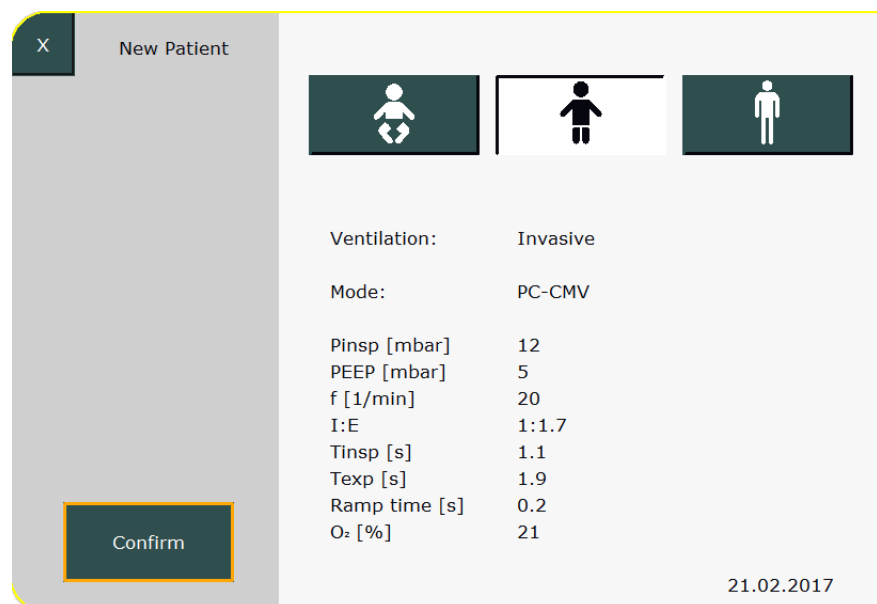 X New Patient
Ventilation: Invasive
Mode: PC-CMV
Pinsp [mbar] 12
PEEP [mbar] 5
f [1/min] 20
I:E 1:1.7
Tinsp [s] 1.1
Texp [s] 1.9
Ramp time [s] 0.2
O₂ [%] 21
Confirm
21.02.2017